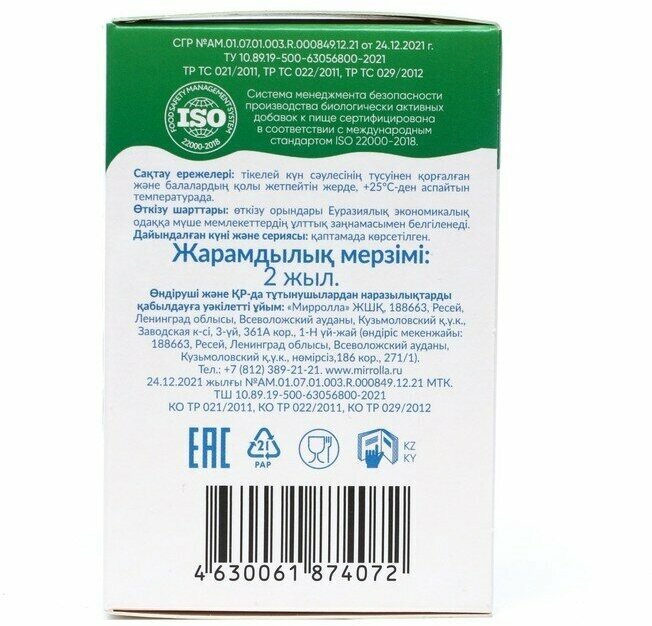 СГР №AM.01.07.01.003.R.000849.12.21 от 24.12.2021 г.
ТУ 10.89.19-500-63056800-2021
ТР ТС 021/2011, ТР ТС 022/2011, ТР ТС 029/2012
FOOD SAFETY MANAGEMENT SYSTEM
ISO
22000-2018
Система менеджмента безопасности
производства биологически активных
добавок к пище сертифицирована
в соответствии с международным
стандартом ISO 22000-2018.
Сақтау ережелері: тікелей күн сәулесінің түсуінен қорғалған
және балалардың қолы жетпейтін жерде, +25°C-ден аспайтын
температурада.
Өткізу шарттары: өткізу орындары Еуразиялық экономикалық
одаққа мүше мемлекеттердің ұлттық заңнамасымен белгіленеді.
Дайындалған күні және сериясы: қаптамада көрсетілген.
Жарамдылық мерзімі:
2 жыл.
Өндіруші және ҚР-да тұтынушылардан наразылықтарды
қабылдауға уәкілетті ұйым: «Мирролла» ЖШҚ, 188663, Ресей,
Ленинград облысы, Всеволожский ауданы, Кузьмоловский қ.ү.к.,
Заводская к-сі, 3-үй, 361А кор., 1-Н үй-жай (өндіріс мекенжайы:
188663, Ресей, Ленинград облысы, Всеволожский ауданы,
Кузьмоловский қ.ү.к., нөмірсіз,186 кор., 271/1).
Тел.: +7 (812) 389-21-21. www.mirrolla.ru
24.12.2021 жылғы №AM.01.07.01.003.R.000849.12.21 МТК.
ТШ 10.89.19-500-63056800-2021
КО ТР 021/2011, КО ТР 022/2011, КО ТР 029/2012
EAC
21
PAP
KZ
KY
4 630061 874072